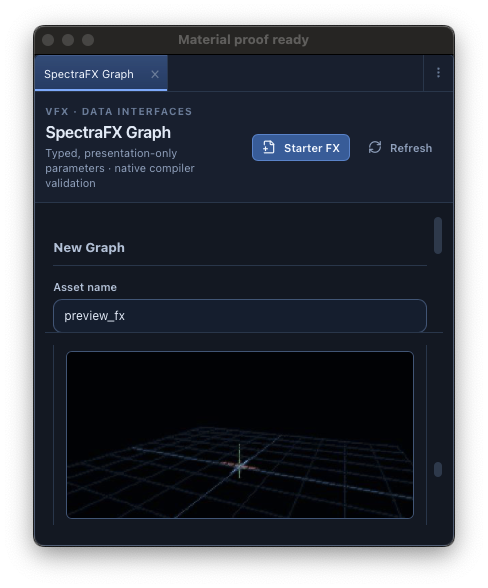 Material proof ready
SpectraFX Graph
VFX · DATA INTERFACES
SpectraFX Graph
Typed, presentation-only
parameters · native compiler
validation
Starter FX
Refresh
New Graph
Asset name
preview_fx